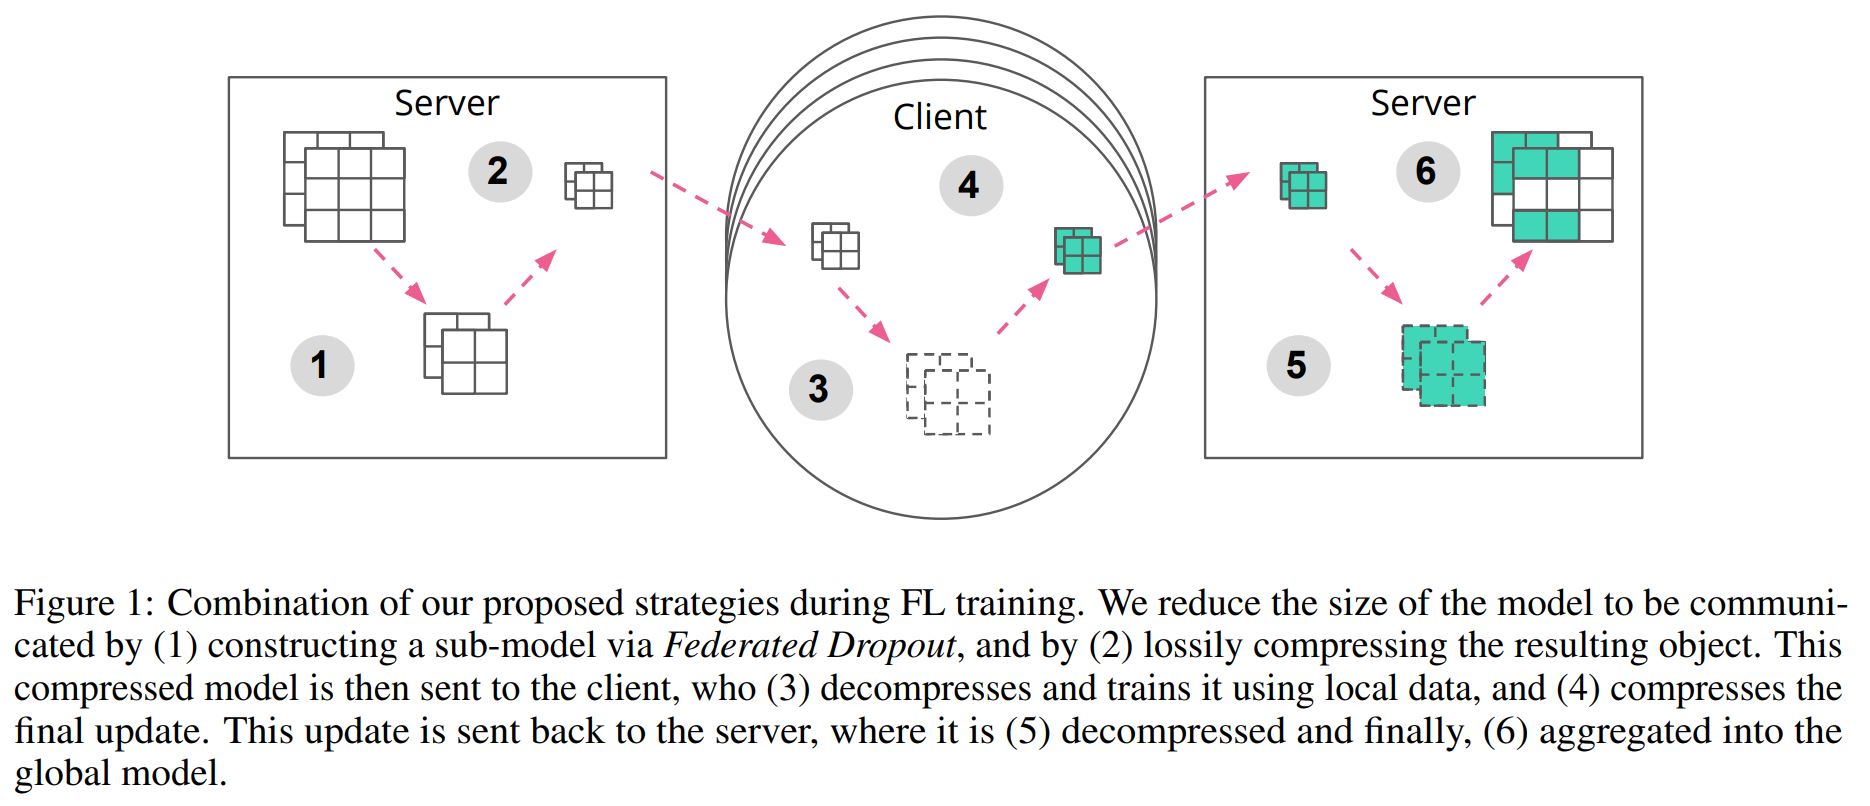 Server
2
1
Client
4
3
Server
6
5
Figure 1: Combination of our proposed strategies during FL training. We reduce the size of the model to be communi-
cated by (1) constructing a sub-model via Federated Dropout, and by (2) lossily compressing the resulting object. This
compressed model is then sent to the client, who (3) decompresses and trains it using local data, and (4) compresses the
final update. This update is sent back to the server, where it is (5) decompressed and finally, (6) aggregated into the
global model.